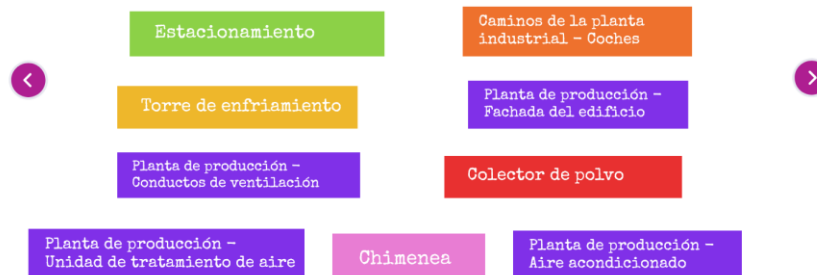 Estacionamiento
Caminos de la planta
industrial - Coches
Torre de enfriamiento
Planta de producción -
Fachada del edificio
Planta de producción -
Conductos de ventilación
Colector de polvo
Planta de producción -
Unidad de tratamiento de aire
Chimenea
Planta de producción -
Aire acondicionado